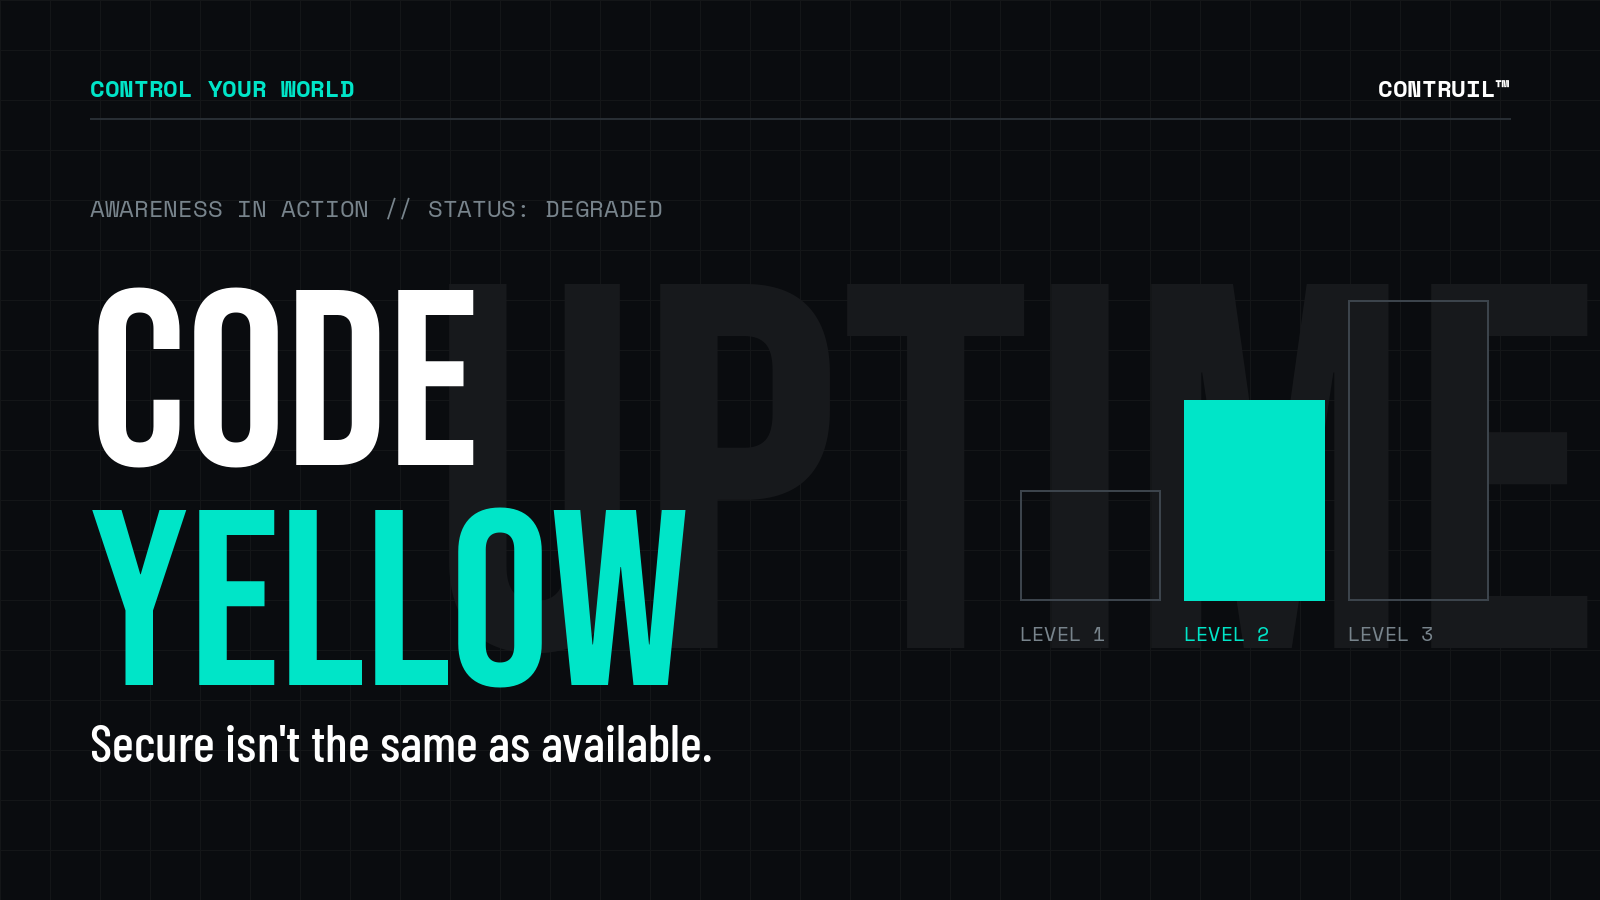 CONTROL YOUR WORLD
CONTRUIL™
AWARENESS IN ACTION // STATUS: DEGRADED
UPTIME
CODE
YELLOW
LEVEL 1
LEVEL 2
LEVEL 3
Secure isn't the same as available.